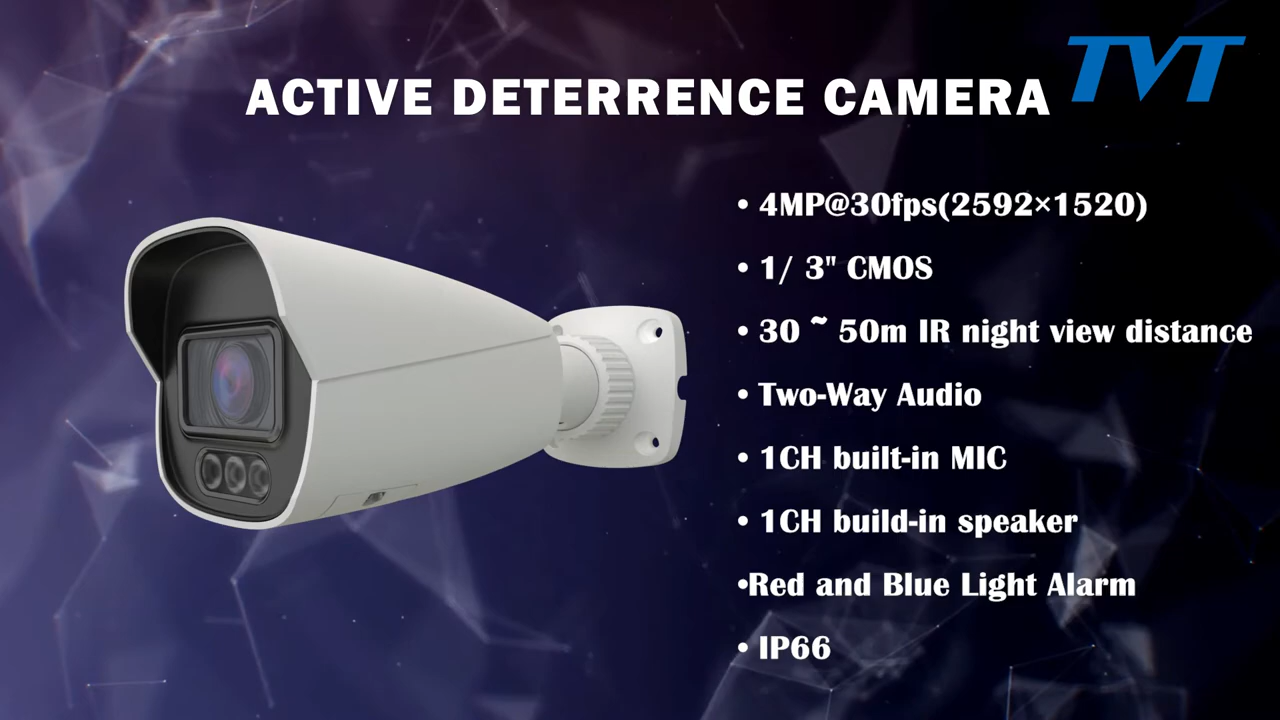 TVT
ACTIVE DETERRENCE CAMERA
• 4MP@30fps(2592×1520)
• 1/ 3" CMOS
• 30 ~ 50m IR night view distance
• Two-Way Audio
• 1CH built-in MIC
• 1CH build-in speaker
•Red and Blue Light Alarm
• IP66